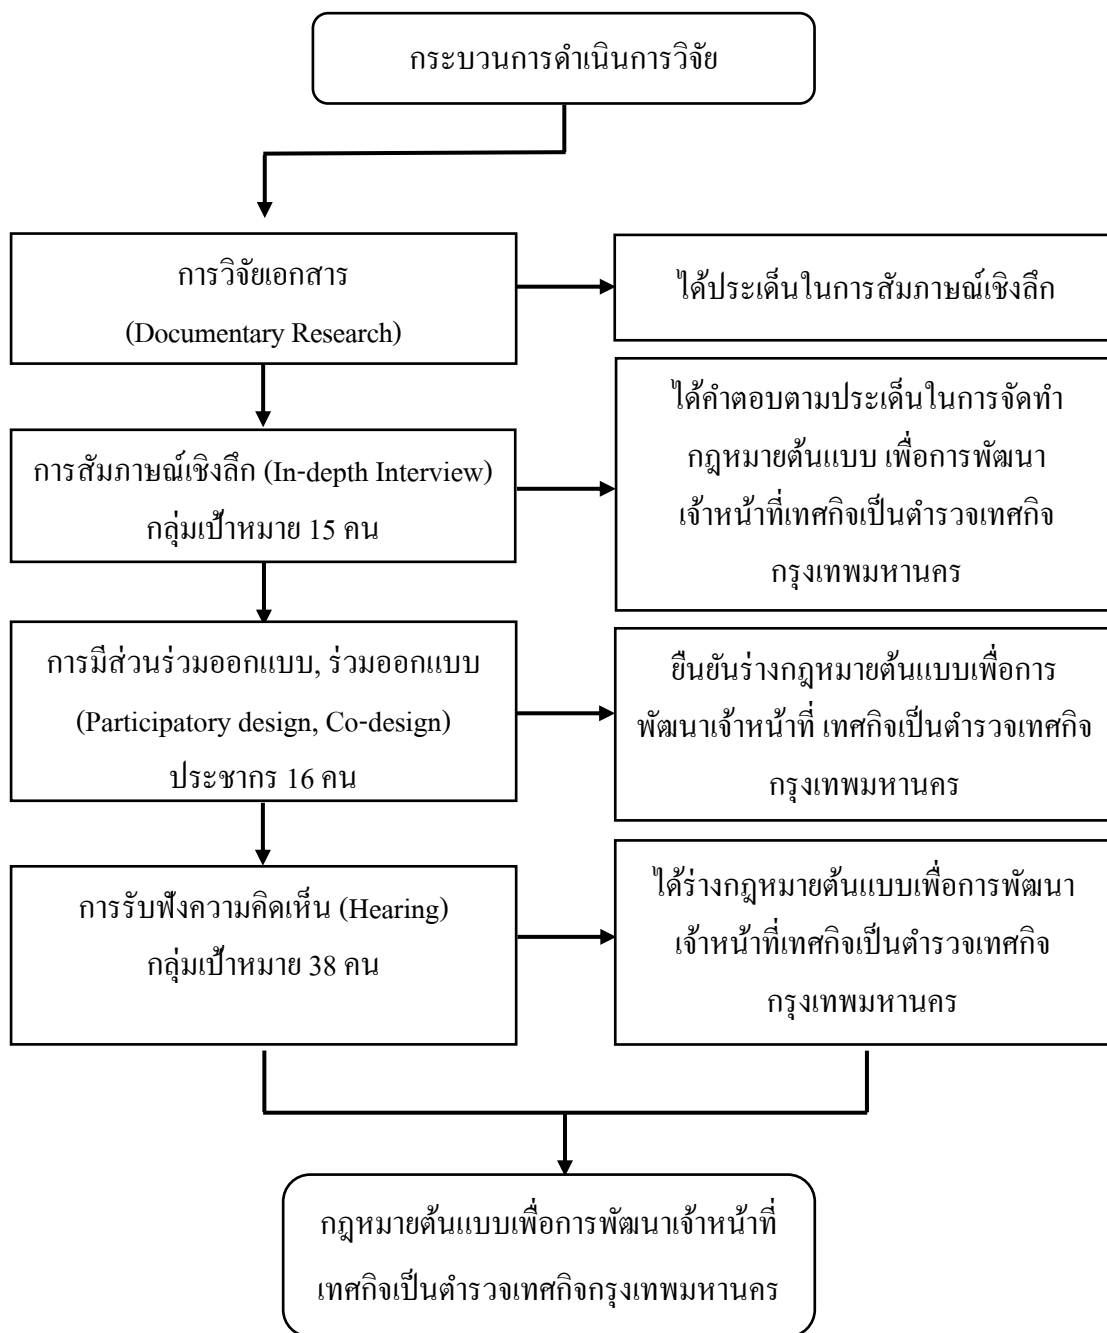 กระบวนการดำเนินการวิจัย
การวิจัยเอกสาร
(Documentary Research)
ได้ประเด็นในการสัมภาษณ์เชิงลึก
การสัมภาษณ์เชิงลึก (In-depth Interview)
กลุ่มเป้าหมาย 15 คน
ได้คำตอบตามประเด็นในการจัดทำ
กฎหมายต้นแบบ เพื่อการพัฒนา
เจ้าหน้าที่เทศกิจเป็นตำรวจเทศกิจ
กรุงเทพมหานคร
การมีส่วนร่วมออกแบบ, ร่วมออกแบบ
(Participatory design, Co-design)
ประชากร 16 คน
ยืนยันร่างกฎหมายต้นแบบเพื่อการ
พัฒนาเจ้าหน้าที่ เทศกิจเป็นตำรวจเทศกิจ
กรุงเทพมหานคร
การรับฟังความคิดเห็น (Hearing)
กลุ่มเป้าหมาย 38 คน
ได้ร่างกฎหมายต้นแบบเพื่อการพัฒนา
เจ้าหน้าที่เทศกิจเป็นตำรวจเทศกิจ
กรุงเทพมหานคร
กฎหมายต้นแบบเพื่อการพัฒนาเจ้าหน้าที่
เทศกิจเป็นตำรวจเทศกิจกรุงเทพมหานคร